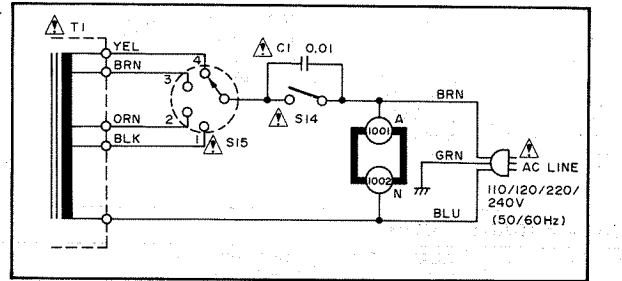 T1
YEL
BRN
ORN
BLK
4
3
2
1
S15
C1 0.01
S14
A
1001
1002
N
BRN
GRN
BLU
AC LINE
110/120/220/
240V
(50/60Hz)